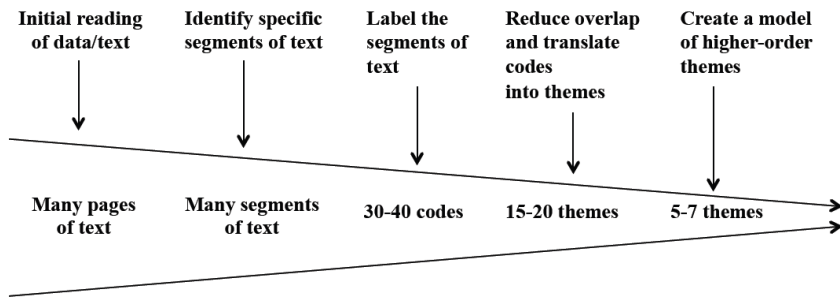 Initial reading
of data/text
Identify specific
segments of text
Label the
segments of
text
Reduce overlap
and translate
codes
into themes
Create a model
of higher-order
themes
Many pages
of text
Many segments
of text
30-40 codes
15-20 themes
5-7 themes